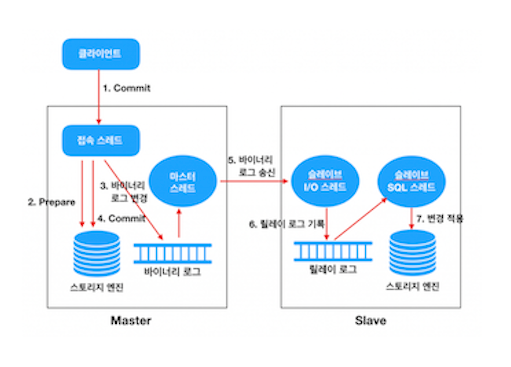 클라이언트
1. Commit
접속 스레드
마스터
스레드
5. 바이너리
로그 송신
슬레이브
I/O 스레드
슬레이브
SQL 스레드
2. Prepare
3. 바이너리
로그 변경
4. Commit
6. 릴레이 로그 기록
7. 변경 적용
스토리지 엔진
바이너리 로그
릴레이 로그
스토리지 엔진
Master
Slave